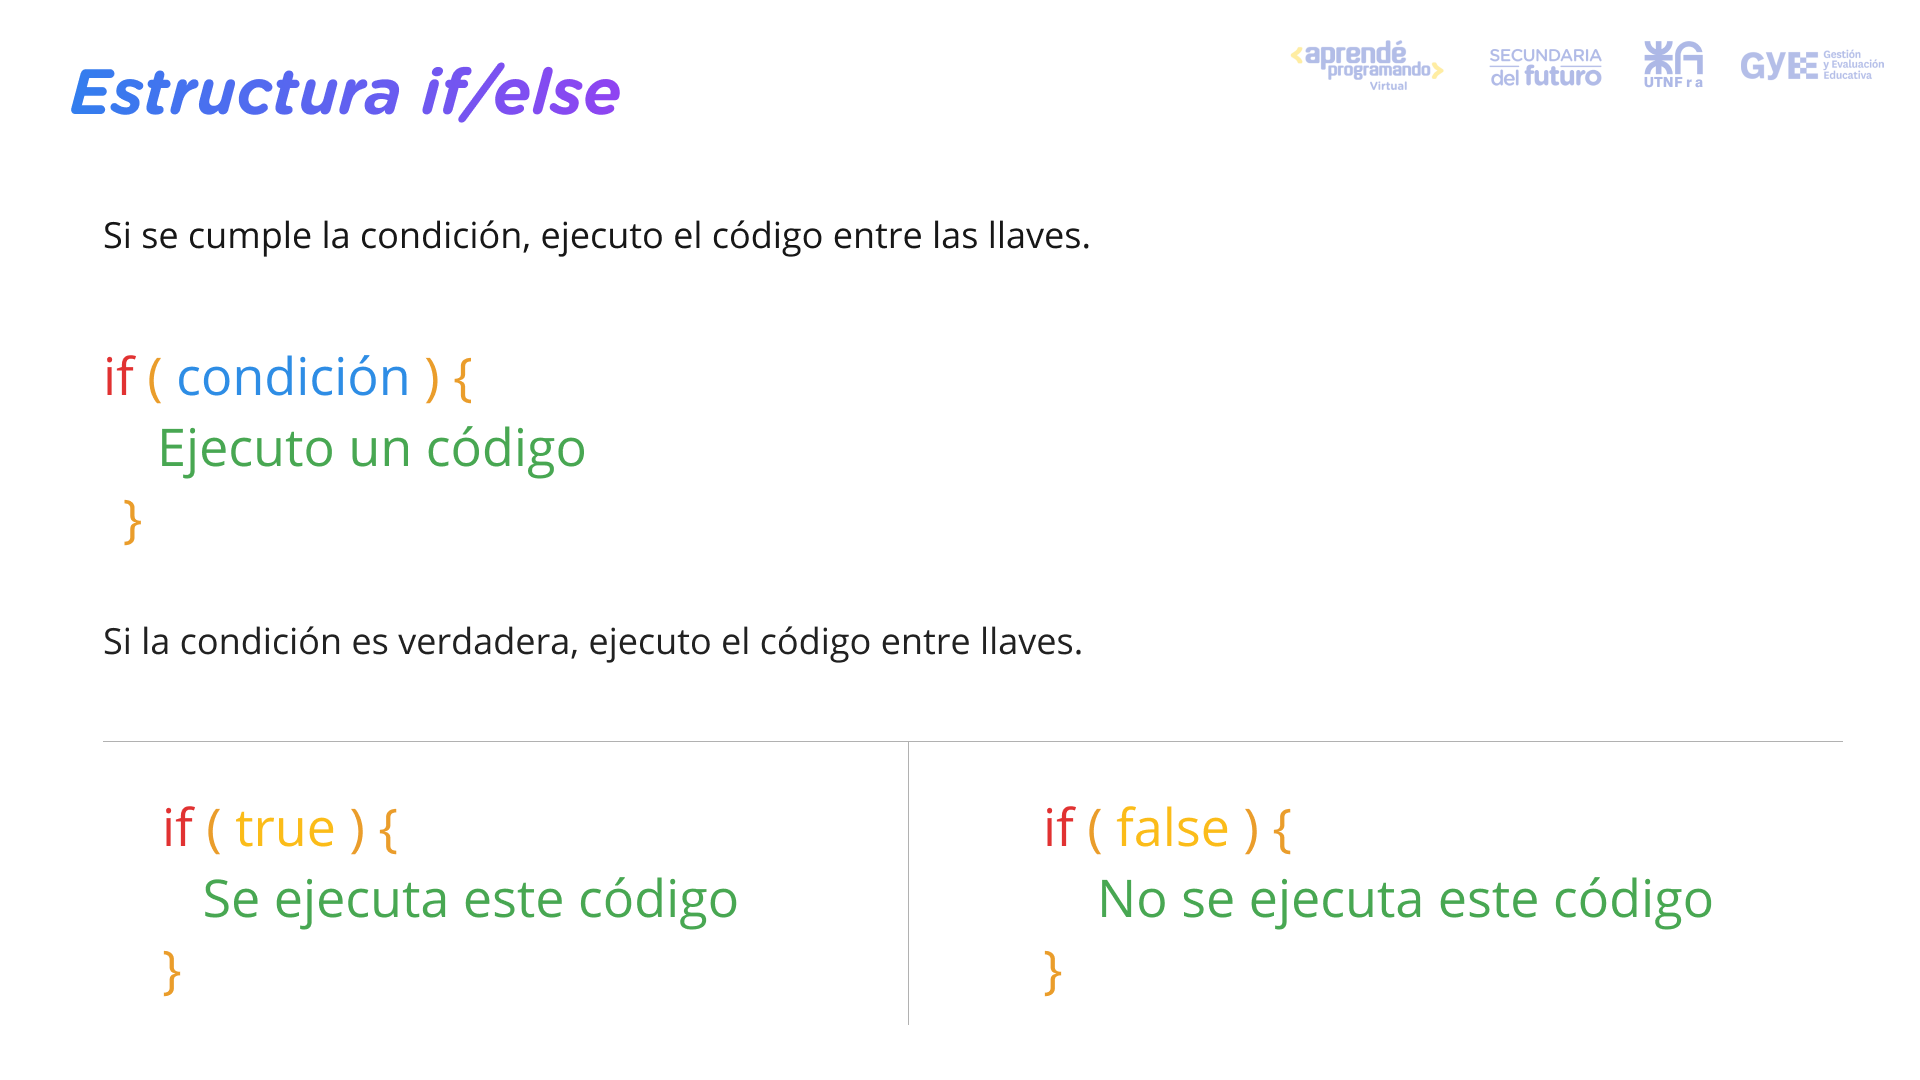 Estructura if/else
<aprendé
programando>
Virtual
SECUNDARIA
del futuro
UTNFra
GYEE
Gestión
y Evaluación
Educativa
Si se cumple la condición, ejecuto el código entre las llaves.
if ( condición ) {
Ejecuto un código
}
Si la condición es verdadera, ejecuto el código entre llaves.
if ( true ) {
Se ejecuta este código
}
if ( false ) {
No se ejecuta este código
}